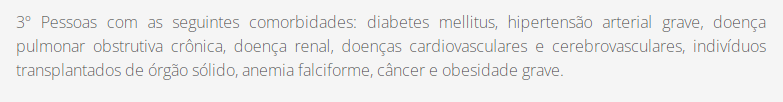 3º Pessoas com as seguintes comorbidades: diabetes mellitus, hipertensão arterial grave, doença
pulmonar obstrutiva crônica, doença renal, doenças cardiovasculares e cerebrovasculares, indivíduos
transplantados de órgão sólido, anemia falciforme, câncer e obesidade grave.